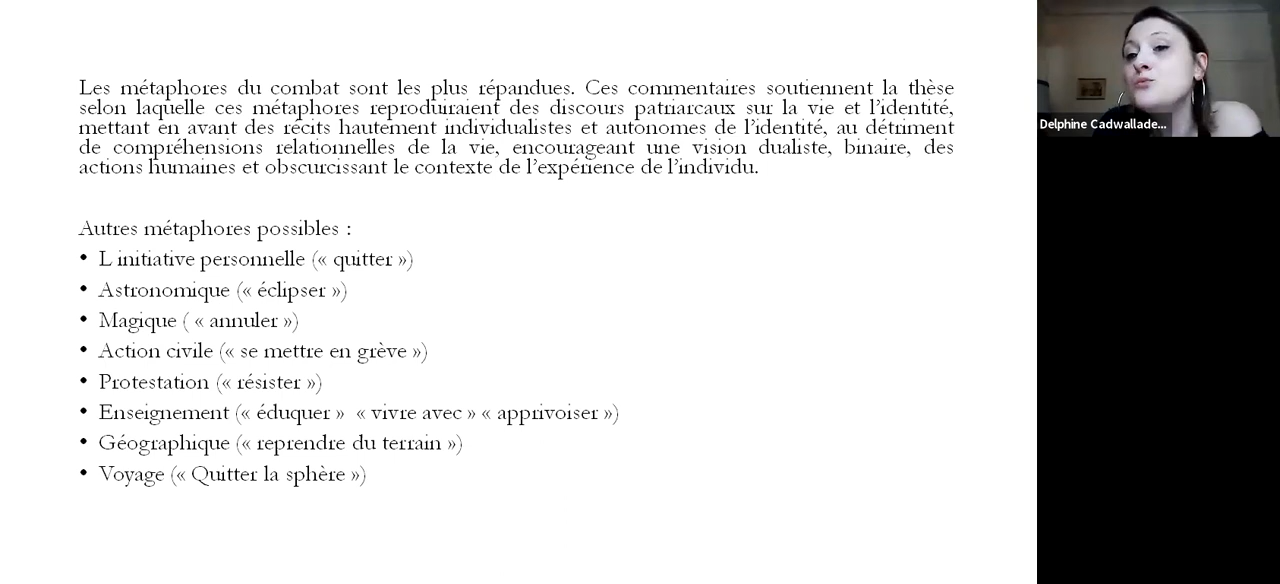 Les métaphores du combat sont les plus répandues. Ces commentaires soutiennent la thèse
selon laquelle ces métaphores reproduiraient des discours patriarcaux sur la vie et l’identité,
mettant en avant des récits hautement individualistes et autonomes de l’identité, au détriment
de compréhensions relationnelles de la vie, encourageant une vision dualiste, binaire, des
actions humaines et obscurcissant le contexte de l’expérience de l’individu.
Autres métaphores possibles :
• L initiative personnelle (« quitter »)
• Astronomique (« éclipser »)
• Magique ( « annuler »)
• Action civile (« se mettre en grève »)
• Protestation (« résister »)
• Enseignement (« éduquer »  « vivre avec » « apprivoiser »)
• Géographique (« reprendre du terrain »)
• Voyage (« Quitter la sphère »)
Delphine Cadwallade...